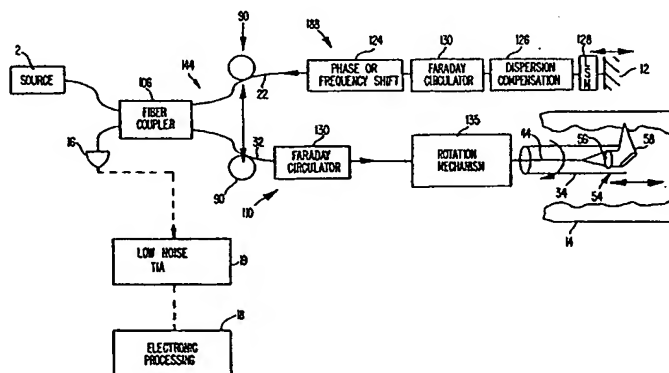 2
SOURCE
144
106
FIBER
COUPLER
16
90
22
188
124
PHASE OR
FREQUENCY SHIFT
130
FARADAY
CIRCULATOR
126
DISPERSION
COMPENSATION
128
12
90
32
110
130
FARADAY
CIRCULATOR
135
ROTATION
MECHANISM
44
56
58
34
54
14
19
LOW NOISE
TIA
18
ELECTRONIC
PROCESSING